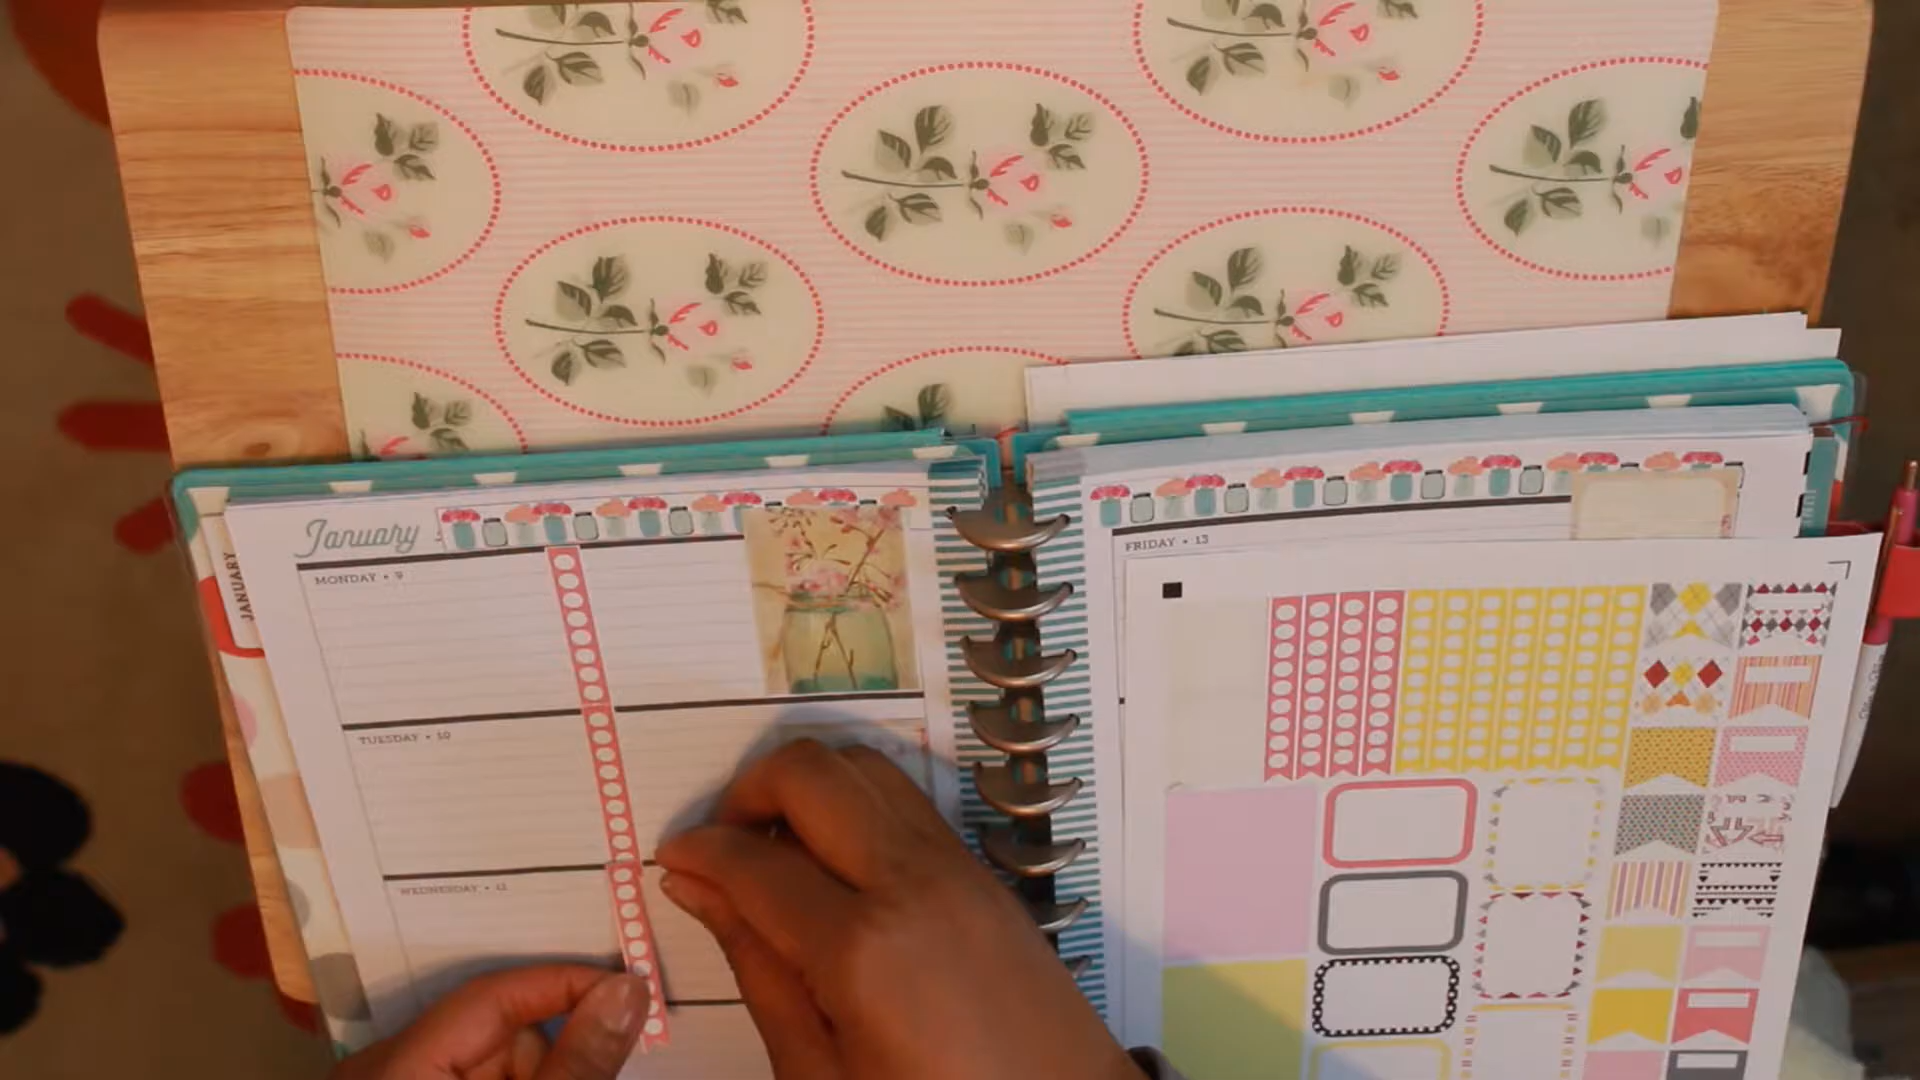 January
MONDAY • 9
TUESDAY • 10
WEDNESDAY • 11
FRIDAY • 13
JANUARY